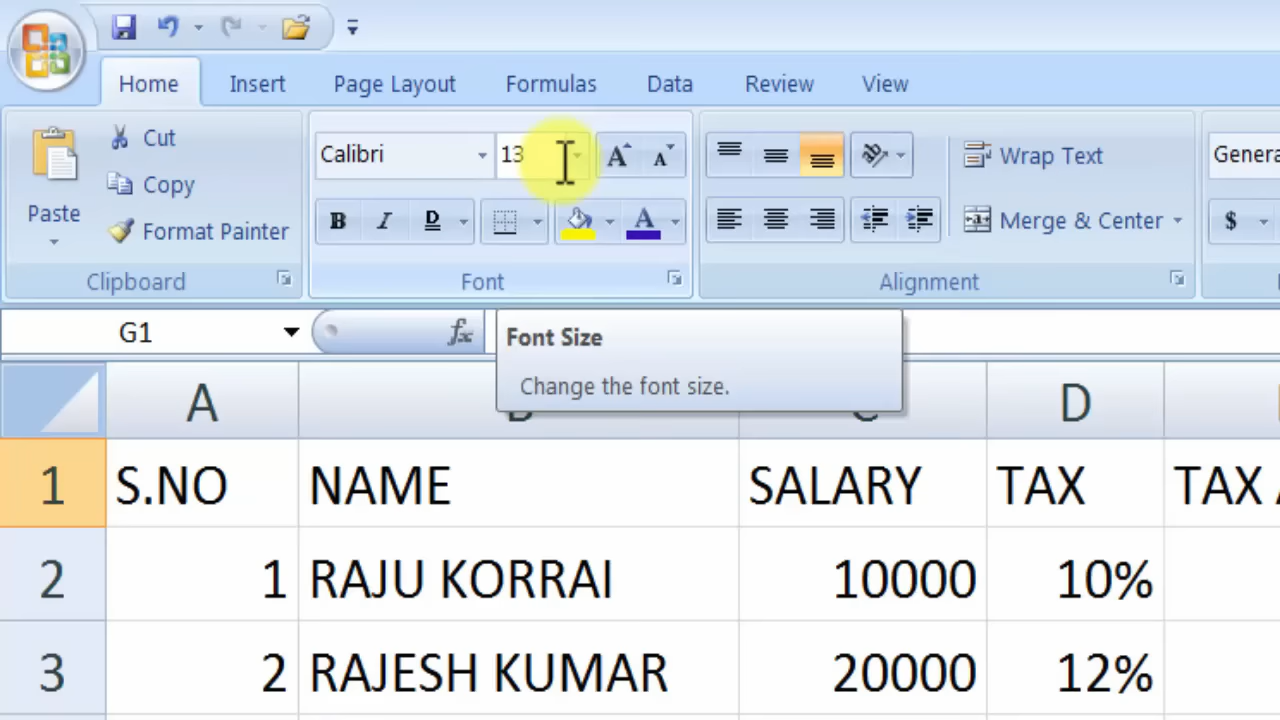 Home Insert Page Layout Formulas Data Review View
Cut
Copy
Format Painter
Paste
Clipboard
Calibri 13
B I D A
Font
Wrap Text
Merge & Center
Alignment
$
G1 fx
Font Size
Change the font size.
A D
1 S.NO NAME SALARY TAX TAX
2 1 RAJU KORRAI 10000 10%
3 2 RAJESH KUMAR 20000 12%